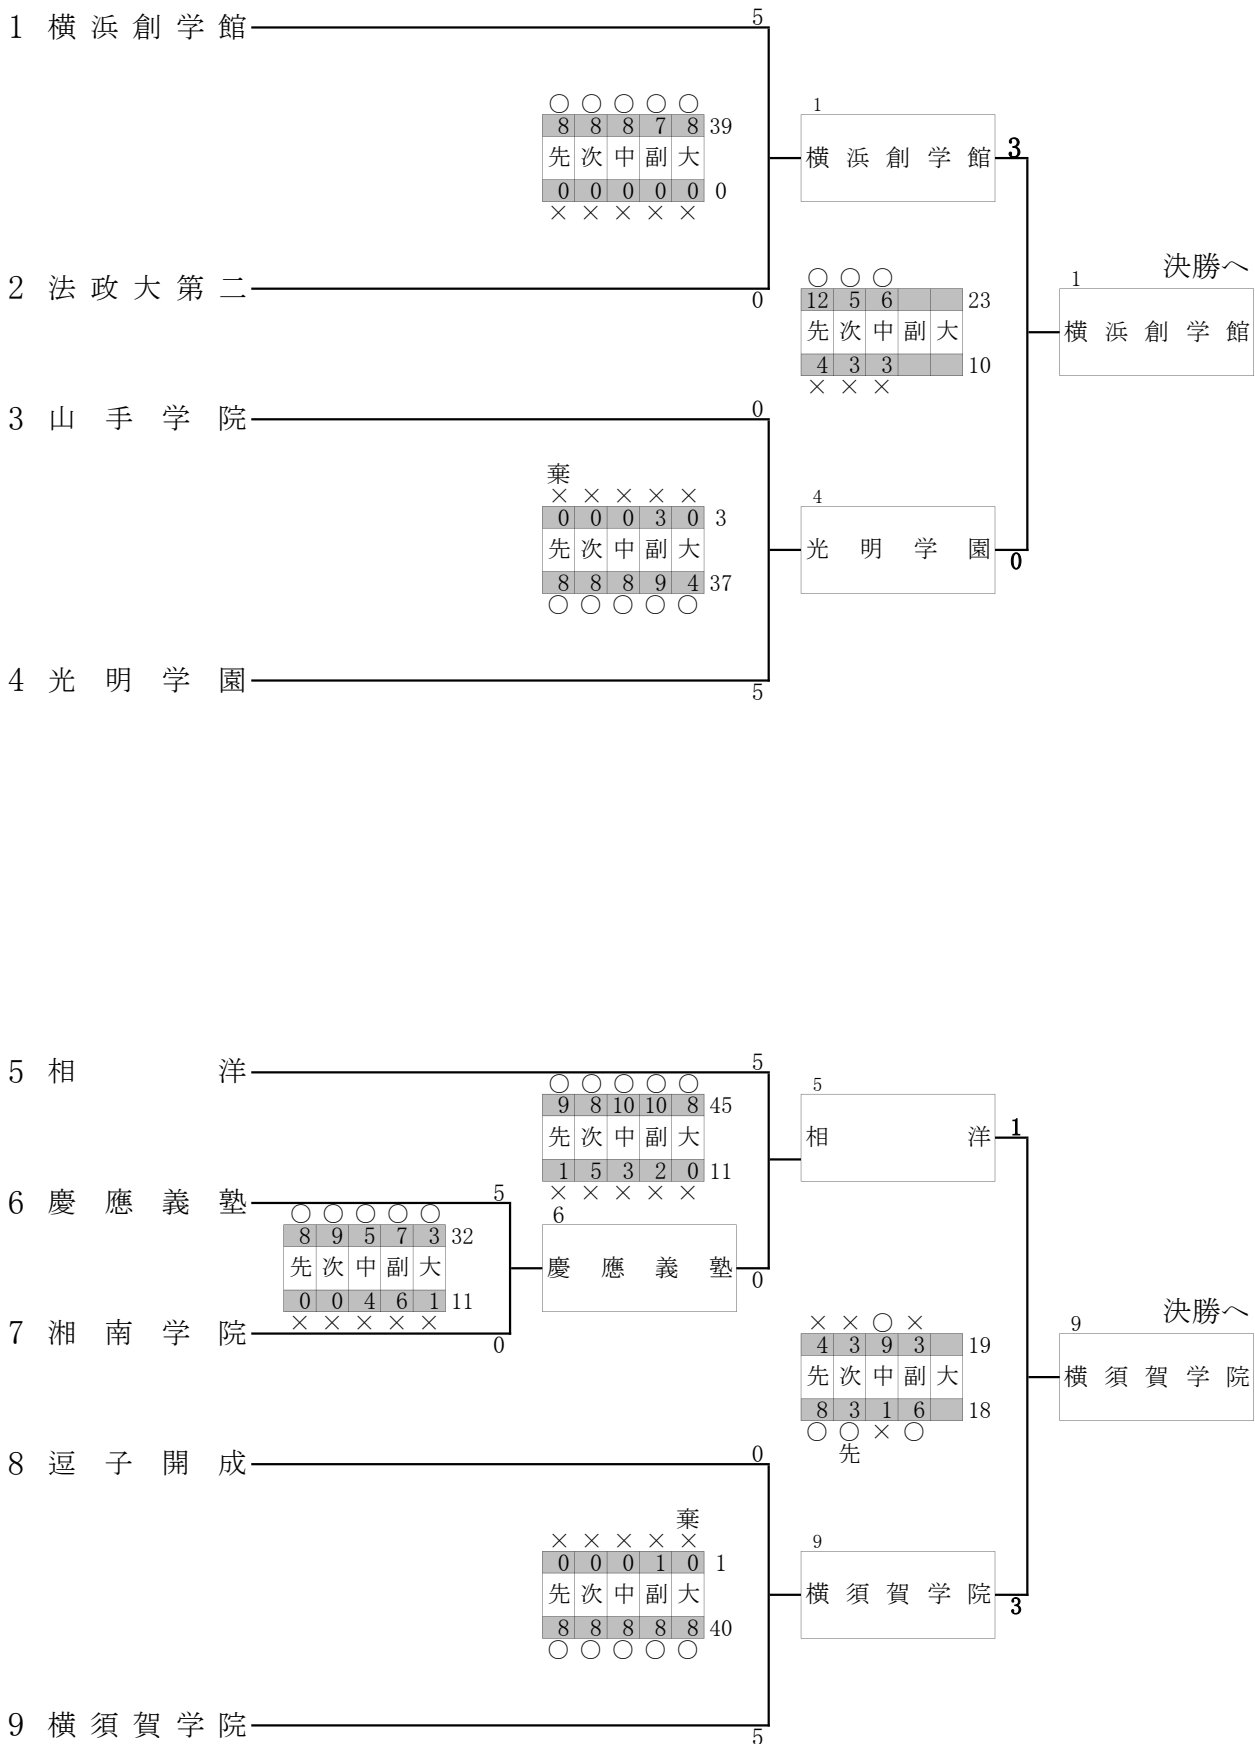 1 横浜創学館 5
○○○○○
8 8 8 7 8 39
先次中副大
0 0 0 0 0 0
×××××
1
横浜創学館 3
2 法政大第二 0
○○○
12 5 6 23
先次中副大
4 3 3 10
×××
決勝へ
1
横浜創学館
3 山手学院 0
棄
×××××
0 0 0 3 0 3
先次中副大
8 8 8 9 4 37
○○○○○
4
光明学園 0
4 光明学園 5
5 相洋 5
○○○○○
9 8 10 10 8 45
先次中副大
1 5 3 2 0 11
×××××
5
相洋 1
6 慶應義塾 5
○○○○○
8 9 5 7 3 32
先次中副大
0 0 4 6 1 11
×××××
6
慶應義塾 0
7 湘南学院 0
××○×
4 3 9 3 19
先次中副大
8 3 1 6 18
○○×○
先
決勝へ
9
横須賀学院
8 逗子開成 0
棄
×××××
0 0 0 1 0 1
先次中副大
8 8 8 8 8 40
○○○○○
9
横須賀学院 3
9 横須賀学院 5